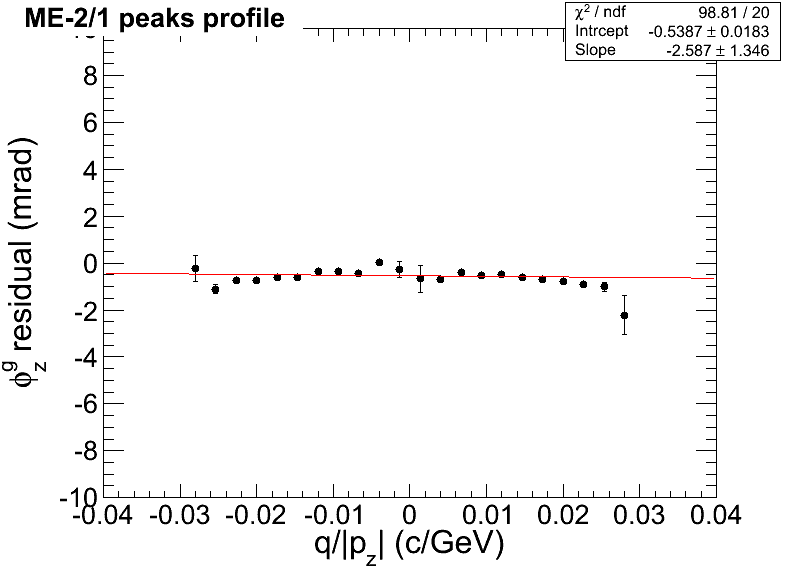 ME-2/1 peaks profile
χ² / ndf 98.81 / 20
Intrcept -0.5387 ± 0.0183
Slope -2.587 ± 1.346
8
6
4
2
0
-2
-4
-6
-8
-10
ϕ^g_z residual (mrad)
-0.04 -0.03 -0.02 -0.01 0 0.01 0.02 0.03 0.04
q/|p_z| (c/GeV)